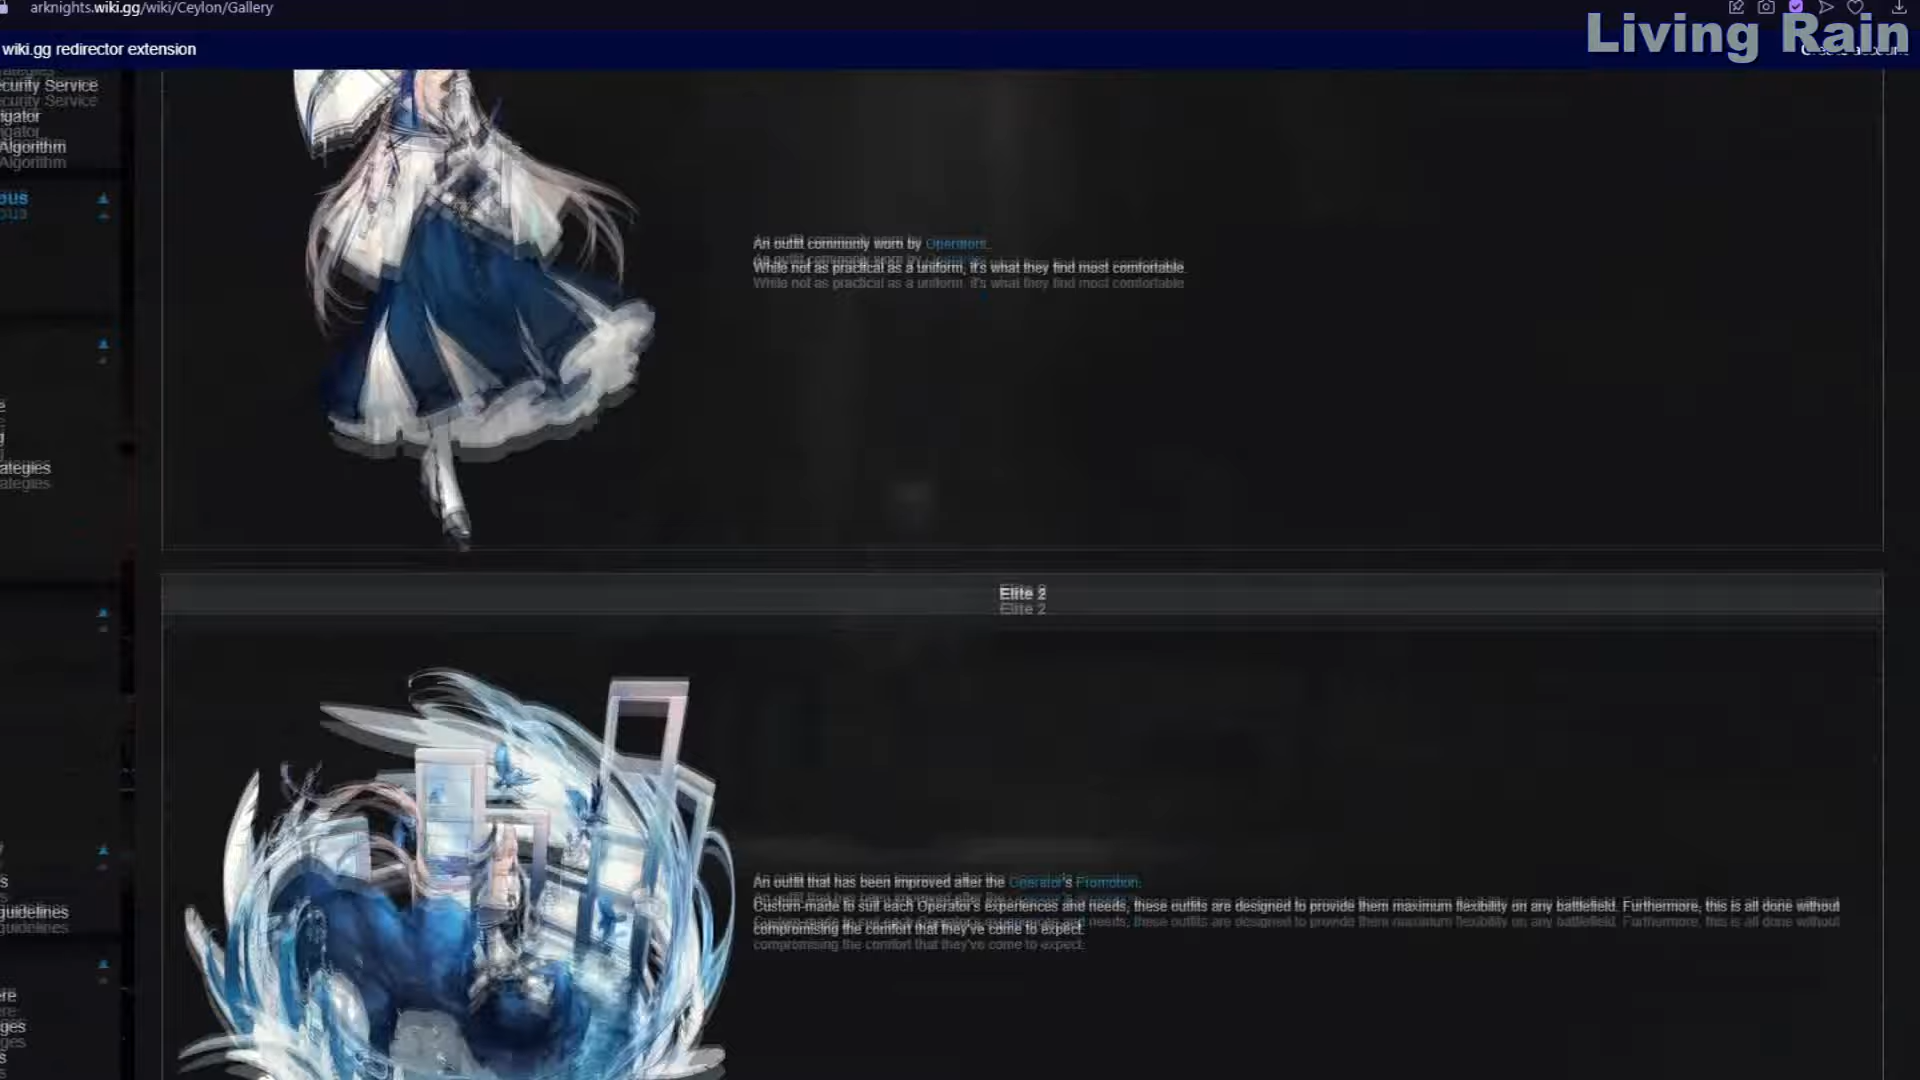 arknights.wiki.gg/wiki/Ceylon/Gallery
Living Rain
wiki.gg redirector extension
curity Service
igator
Algorithm
ous
An outfit commonly worn by Operators.
While not as practical as a uniform, it's what they find most comfortable.
ategies
Elite 2
An outfit that has been improved after the Operator's Promotion.
Custom-made to suit each Operator's experiences and needs, these outfits are designed to provide them maximum flexibility on any battlefield. Furthermore, this is all done without
compromising the comfort that they've come to expect.
guidelines
ere
ges